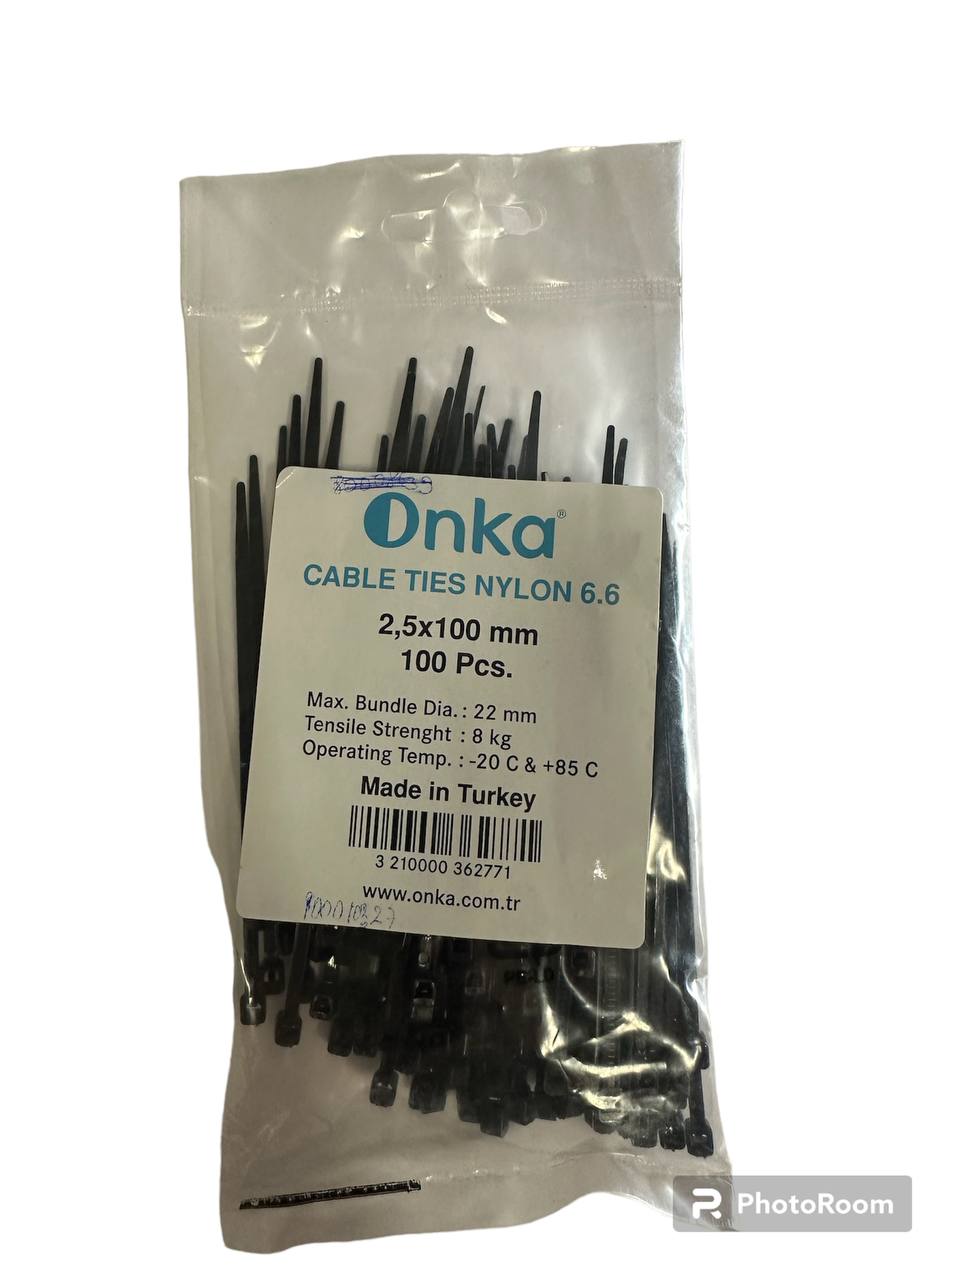 Onka®
CABLE TIES NYLON 6.6
2,5x100 mm
100 Pcs.
Max. Bundle Dia. : 22 mm
Tensile Strenght : 8 kg
Operating Temp. : -20 C & +85 C
Made in Turkey
3 210000 362771
www.onka.com.tr
PhotoRoom